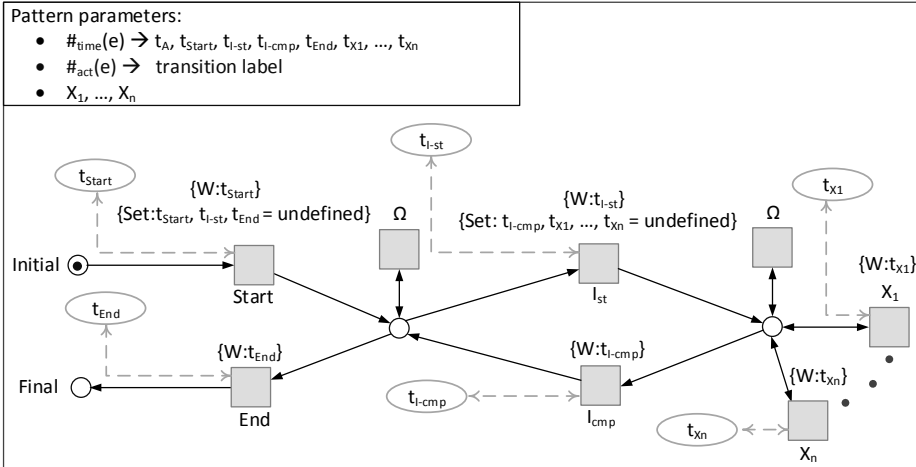 Pattern parameters:
• #time(e) → tA, tStart, tI-st, tI-cmp, tEnd, tX1, ..., tXn
• #act(e) → transition label
• X1, ..., Xn
tI-st
tStart
tX1
{W:tStart}
{W:tI-st}
{Set:tStart, tI-st, tEnd = undefined}
Ω
{Set: tI-cmp, tX1, ..., tXn = undefined}
Ω
{W:tX1}
Initial
Start
Ist
X1
tEnd
{W:tEnd}
{W:tI-cmp}
{W:tXn}
Final
tI-cmp
End
Icmp
tXn
Xn